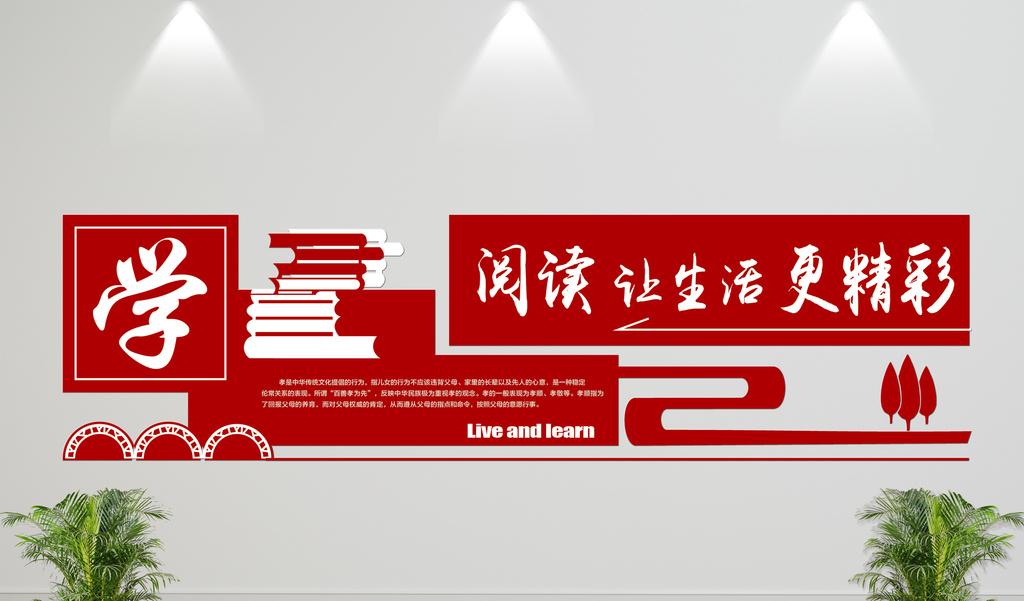 学
阅读 让生活 更精彩
孝是中华传统文化提倡的行为,指儿女的行为不应该违背父母、家里的长辈以及先人的心意,是一种稳定
伦常关系的表现。所谓“百善孝为先”,反映中华民族极为重视孝的观念。孝的一般表现为孝顺、孝敬等。孝顺指为
了回报父母的养育,而对父母权威的肯定,从而遵从父母的指点和命令,按照父母的意愿行事。
Live and learn